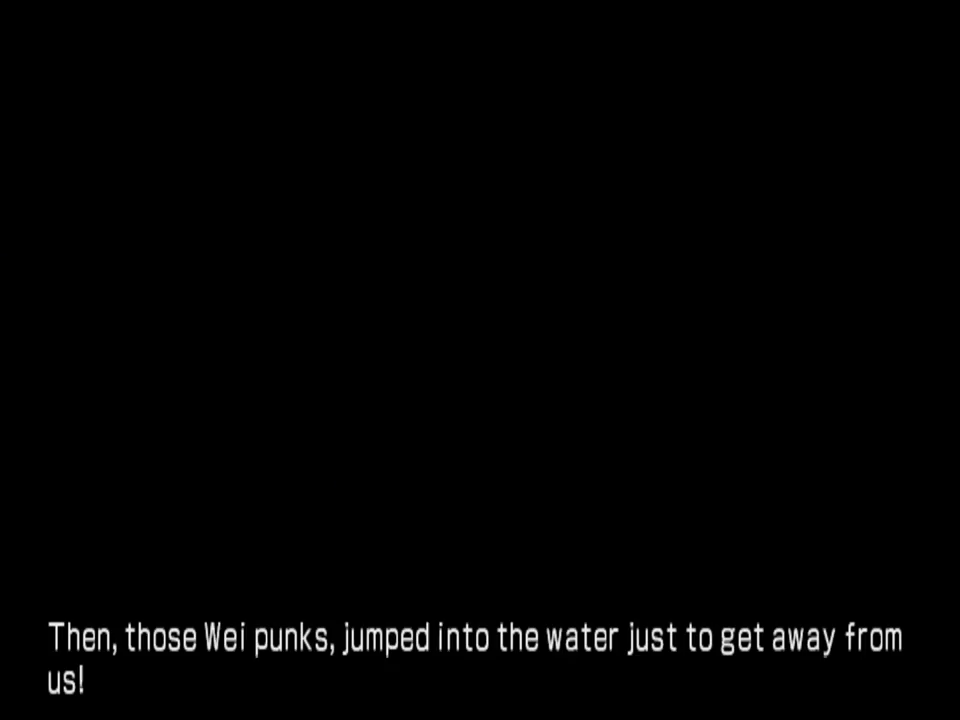 Then, those Wei punks, jumped into the water just to get away from
us!